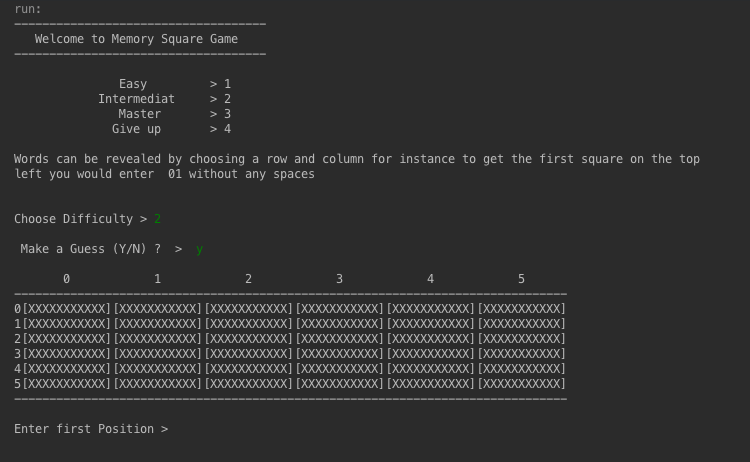 run:
------------------------------------
Welcome to Memory Square Game
------------------------------------
Easy > 1
Intermediat > 2
Master > 3
Give up > 4
Words can be revealed by choosing a row and column for instance to get the first square on the top
left you would enter  01 without any spaces
Choose Difficulty > 2
Make a Guess (Y/N) ?  >  y
0 1 2 3 4 5
-------------------------------------------------------------------------------
0[XXXXXXXXXXX][XXXXXXXXXXX][XXXXXXXXXXX][XXXXXXXXXXX][XXXXXXXXXXX][XXXXXXXXXXX]
1[XXXXXXXXXXX][XXXXXXXXXXX][XXXXXXXXXXX][XXXXXXXXXXX][XXXXXXXXXXX][XXXXXXXXXXX]
2[XXXXXXXXXXX][XXXXXXXXXXX][XXXXXXXXXXX][XXXXXXXXXXX][XXXXXXXXXXX][XXXXXXXXXXX]
3[XXXXXXXXXXX][XXXXXXXXXXX][XXXXXXXXXXX][XXXXXXXXXXX][XXXXXXXXXXX][XXXXXXXXXXX]
4[XXXXXXXXXXX][XXXXXXXXXXX][XXXXXXXXXXX][XXXXXXXXXXX][XXXXXXXXXXX][XXXXXXXXXXX]
5[XXXXXXXXXXX][XXXXXXXXXXX][XXXXXXXXXXX][XXXXXXXXXXX][XXXXXXXXXXX][XXXXXXXXXXX]
-------------------------------------------------------------------------------
Enter first Position >